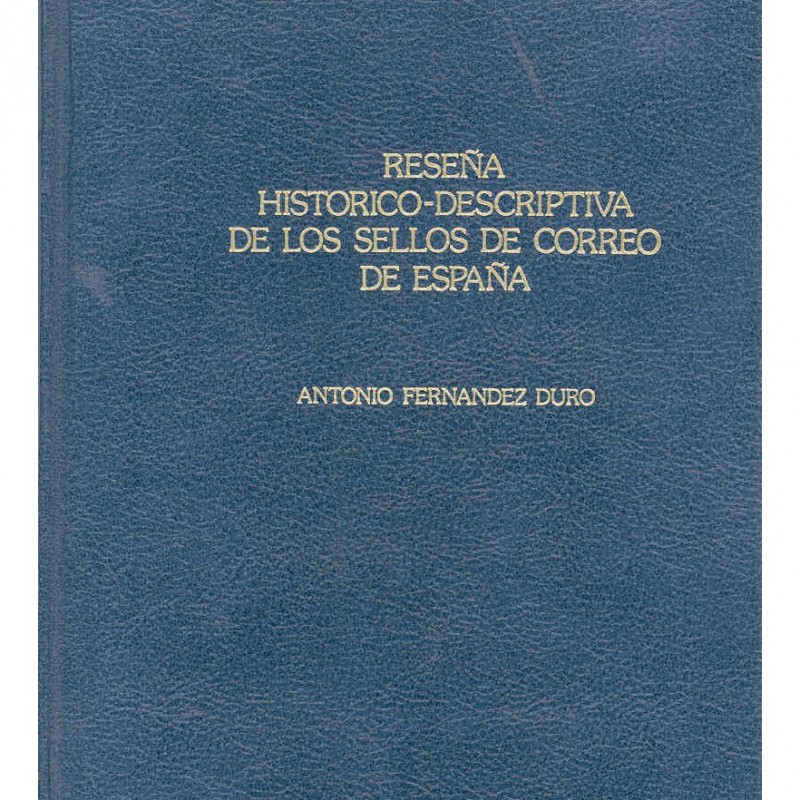 RESEÑA
HISTORICO-DESCRIPTIVA
DE LOS SELLOS DE CORREO
DE ESPAÑA
ANTONIO FERNANDEZ DURO